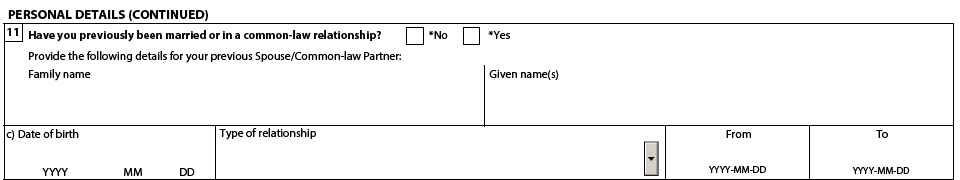 PERSONAL DETAILS (CONTINUED)
11 Have you previously been married or in a common-law relationship? *No *Yes
Provide the following details for your previous Spouse/Common-law Partner:
Family name Given name(s)
c) Date of birth Type of relationship From To
YYYY MM DD YYYY-MM-DD YYYY-MM-DD